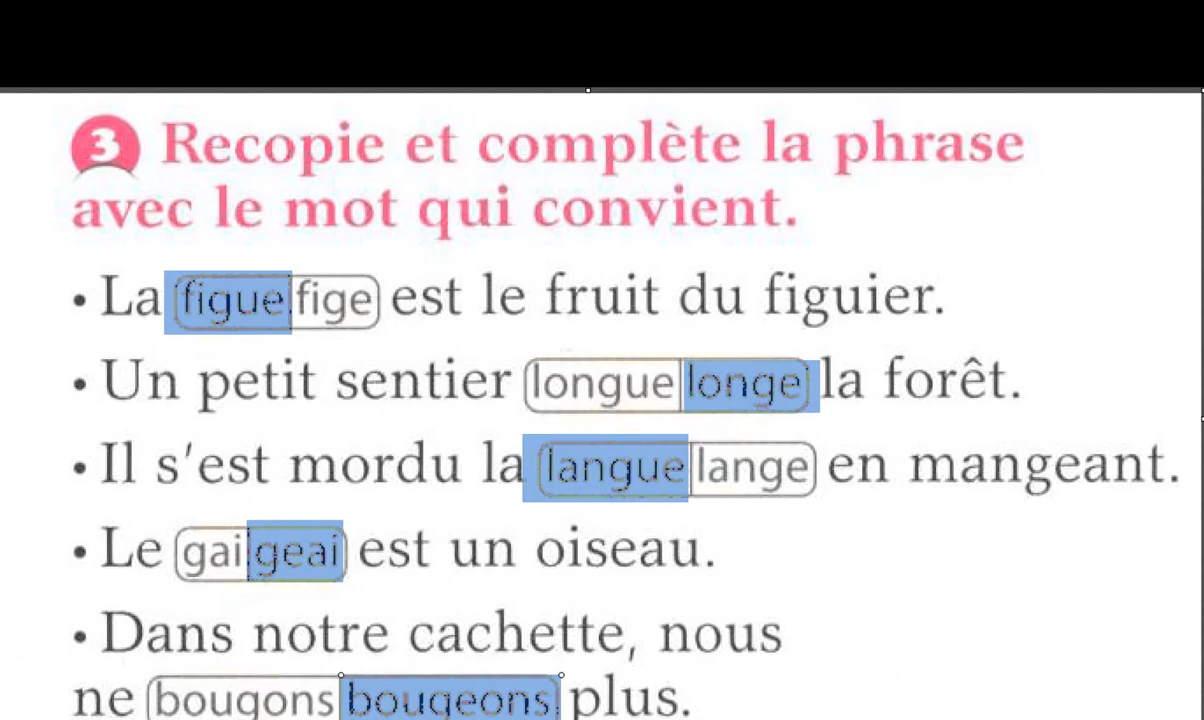 3 Recopie et complète la phrase
avec le mot qui convient.
• La figue fige est le fruit du figuier.
• Un petit sentier longue longe la forêt.
• Il s'est mordu la langue lange en mangeant.
• Le gai geai est un oiseau.
• Dans notre cachette, nous
ne bougons bougeons plus.